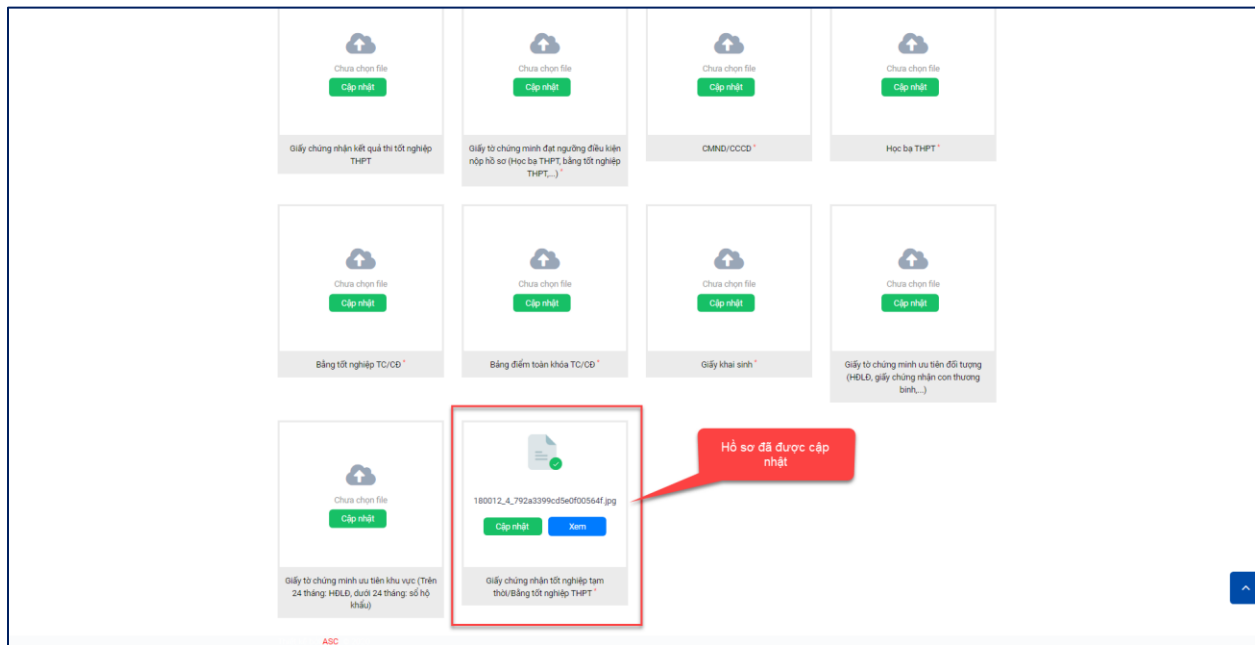 Chưa chọn file
Cập nhật
Giấy chứng nhận kết quả thi tốt nghiệp
THPT
Chưa chọn file
Cập nhật
Giấy tờ chứng minh đạt ngưỡng điều kiện
nộp hồ sơ (Học bạ THPT, bằng tốt nghiệp
THPT,...) *
Chưa chọn file
Cập nhật
CMND/CCCD *
Chưa chọn file
Cập nhật
Học bạ THPT *
Chưa chọn file
Cập nhật
Bằng tốt nghiệp TC/CĐ *
Chưa chọn file
Cập nhật
Bảng điểm toàn khóa TC/CĐ *
Chưa chọn file
Cập nhật
Giấy khai sinh *
Chưa chọn file
Cập nhật
Giấy tờ chứng minh ưu tiên đối tượng
(HĐLĐ, giấy chứng nhận con thương
binh,...)
Chưa chọn file
Cập nhật
Giấy tờ chứng minh ưu tiên khu vực (Trên
24 tháng: HĐLĐ, dưới 24 tháng: sổ hộ
khẩu)
180012_4_792a3399cd5e0f00564f.jpg
Cập nhật
Xem
Giấy chứng nhận tốt nghiệp tạm
thời/Bằng tốt nghiệp THPT *
Hồ sơ đã được cập
nhật
ASC